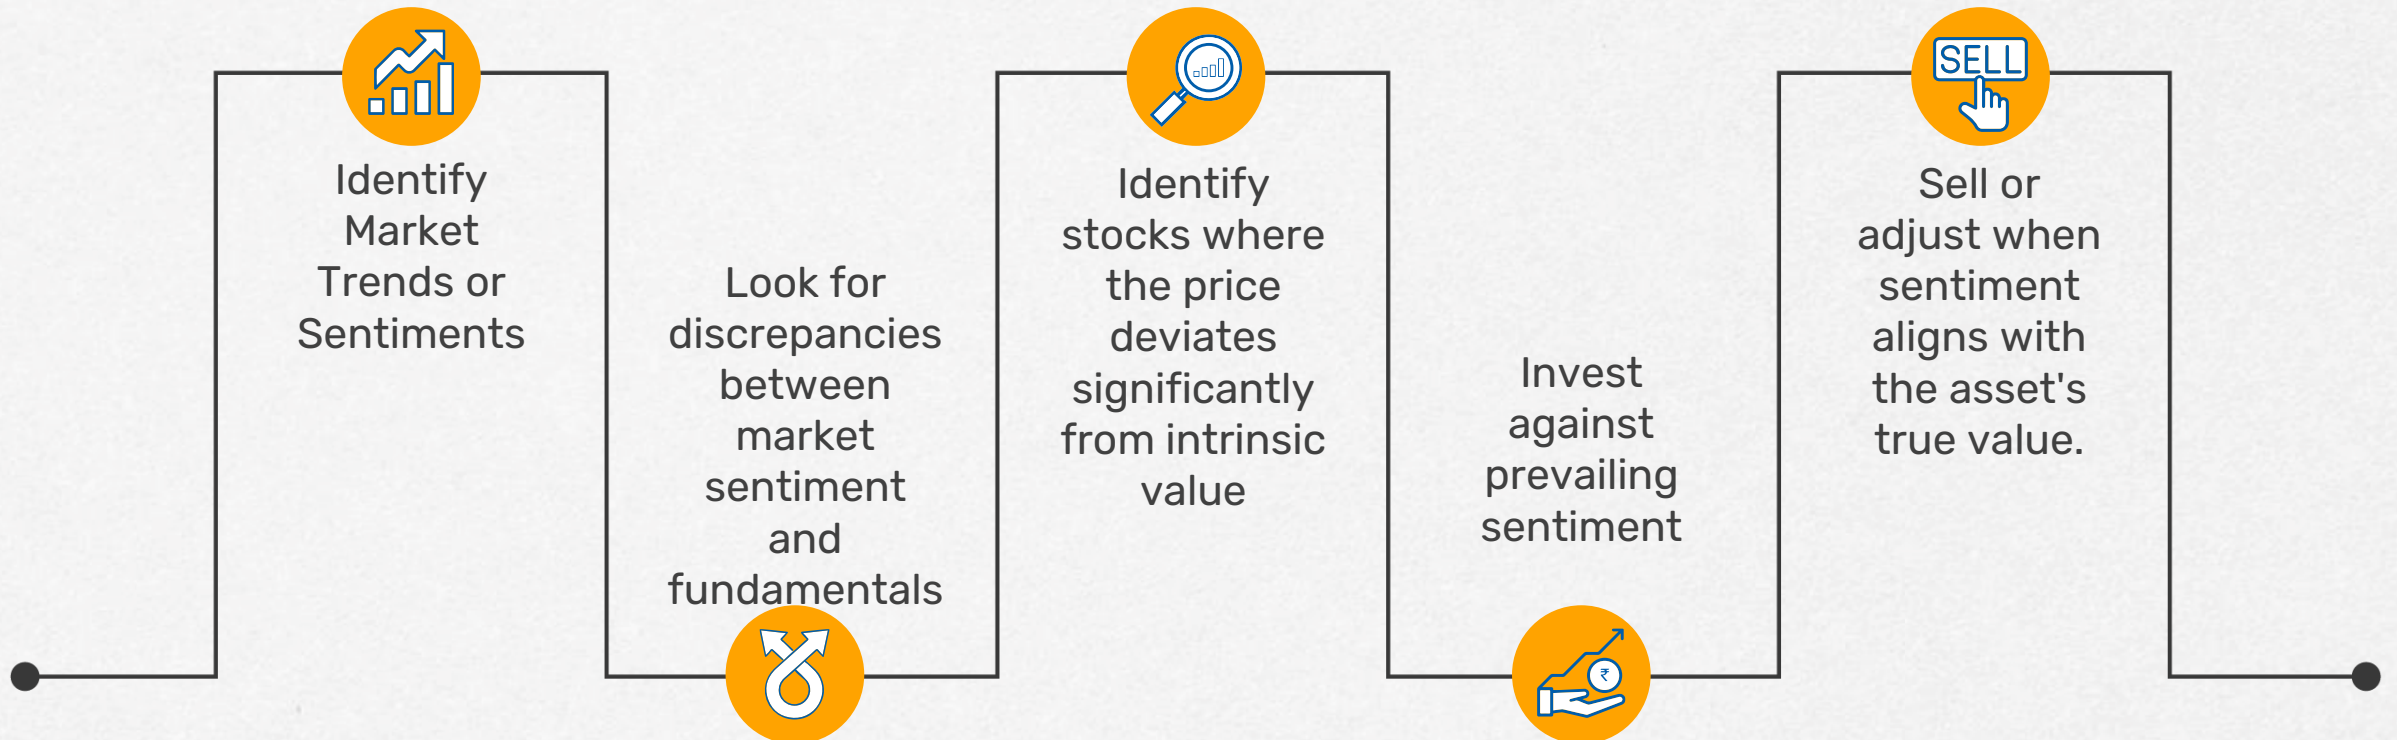 Identify
Market
Trends or
Sentiments
Look for
discrepancies
between
market
sentiment
and
fundamentals
Identify
stocks where
the price
deviates
significantly
from intrinsic
value
Invest
against
prevailing
sentiment
₹
SELL
Sell or
adjust when
sentiment
aligns with
the asset's
true value.